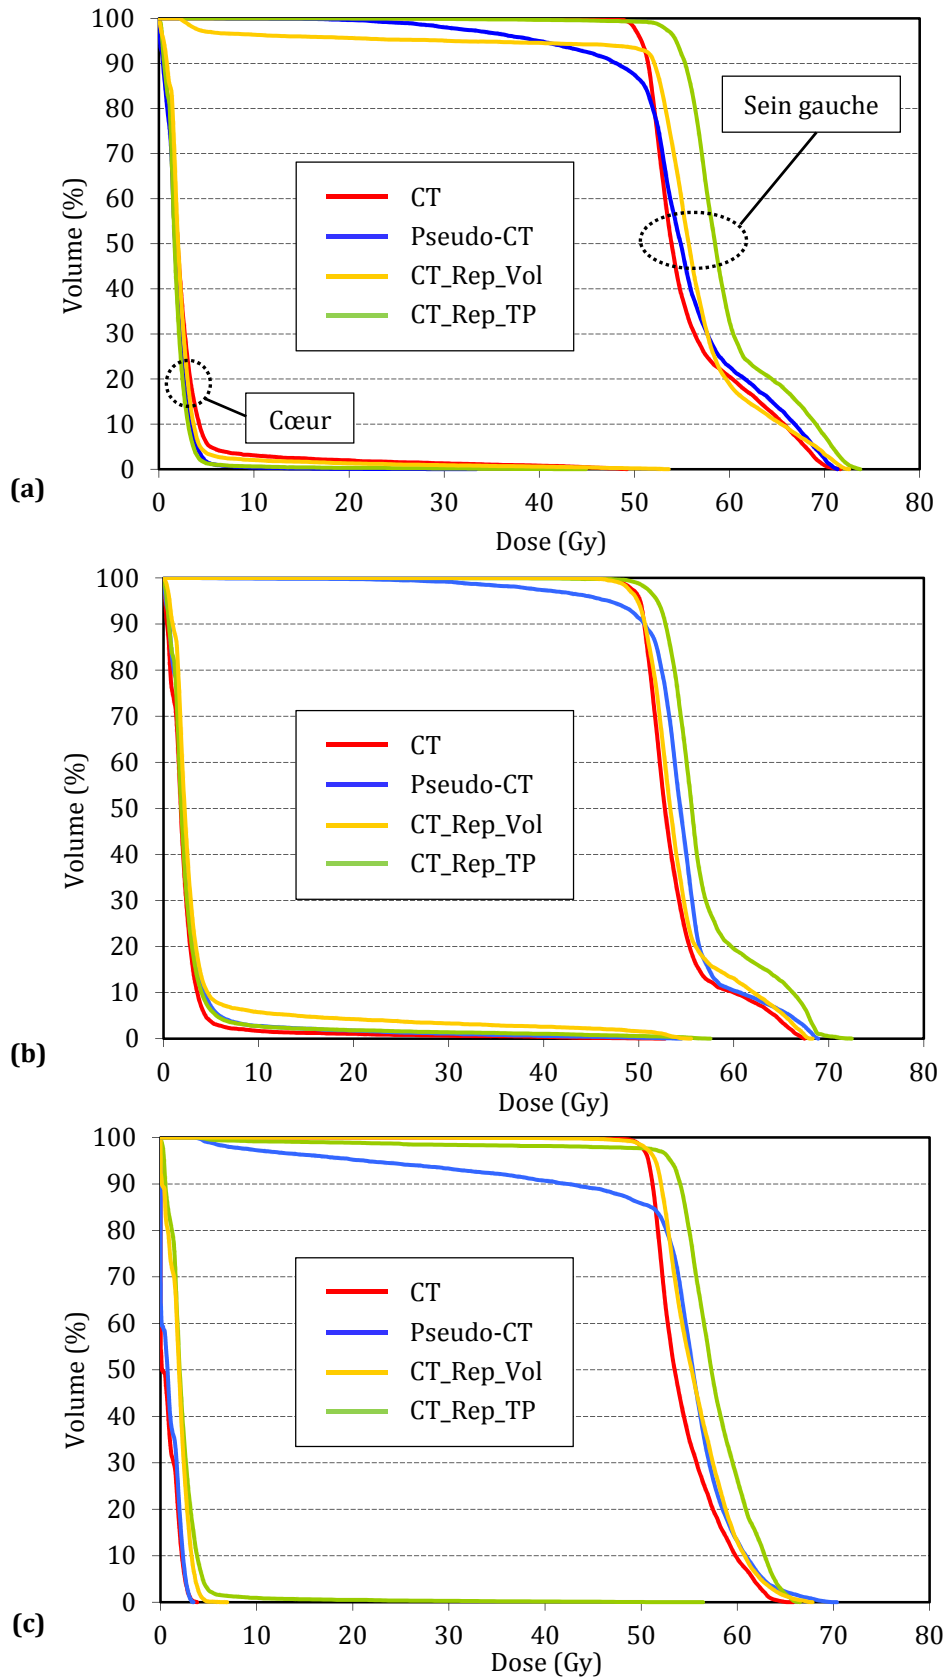 100
90
80
70
60
50
40
30
20
10
0
Volume (%)
Sein gauche
CT
Pseudo-CT
CT_Rep_Vol
CT_Rep_TP
Cœur
(a)
0 10 20 30 40 50 60 70 80
Dose (Gy)
100
90
80
70
60
50
40
30
20
10
0
Volume (%)
CT
Pseudo-CT
CT_Rep_Vol
CT_Rep_TP
(b)
0 10 20 30 40 50 60 70 80
Dose (Gy)
100
90
80
70
60
50
40
30
20
10
0
Volume (%)
CT
Pseudo-CT
CT_Rep_Vol
CT_Rep_TP
(c)
0 10 20 30 40 50 60 70 80
Dose (Gy)